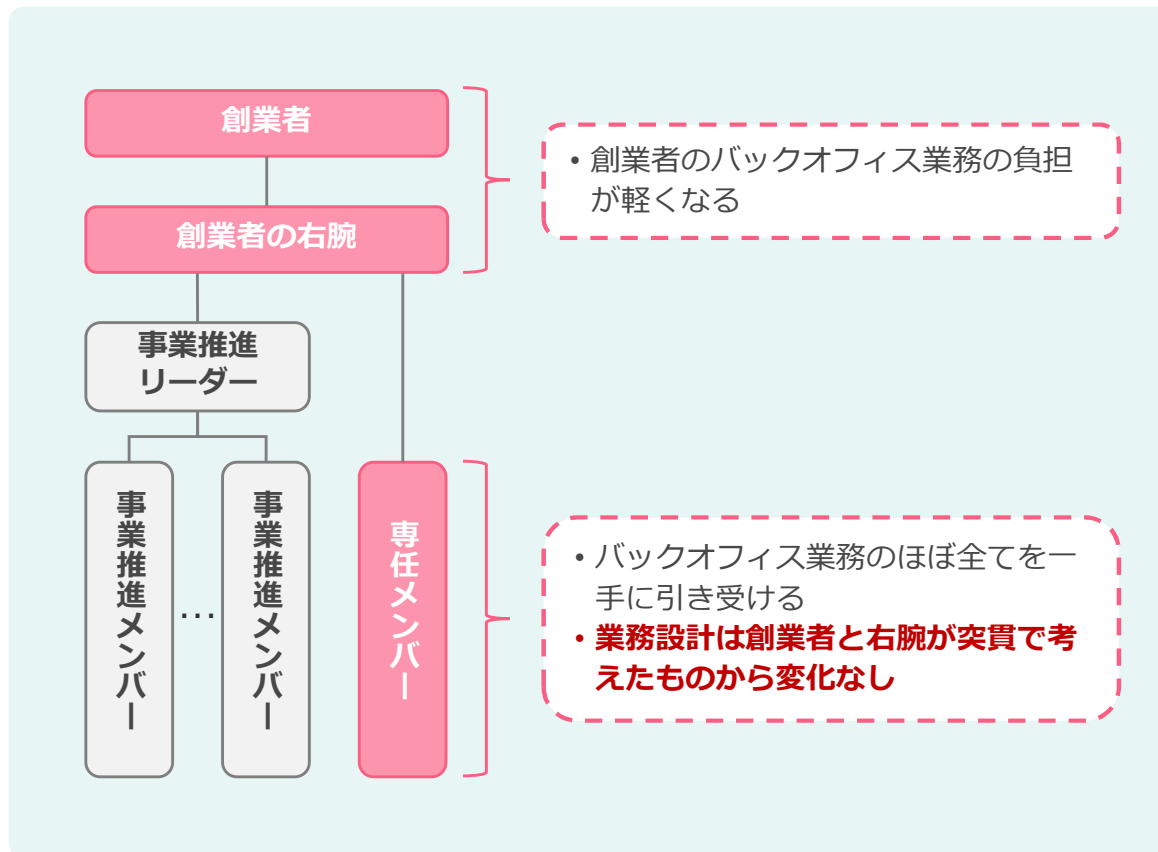 創業者
創業者の右腕
事業推進
リーダー
事業推進メンバー
…
事業推進メンバー
専任メンバー
• 創業者のバックオフィス業務の負担
が軽くなる
• バックオフィス業務のほぼ全てを一
手に引き受ける
• 業務設計は創業者と右腕が突貫で考
えたものから変化なし